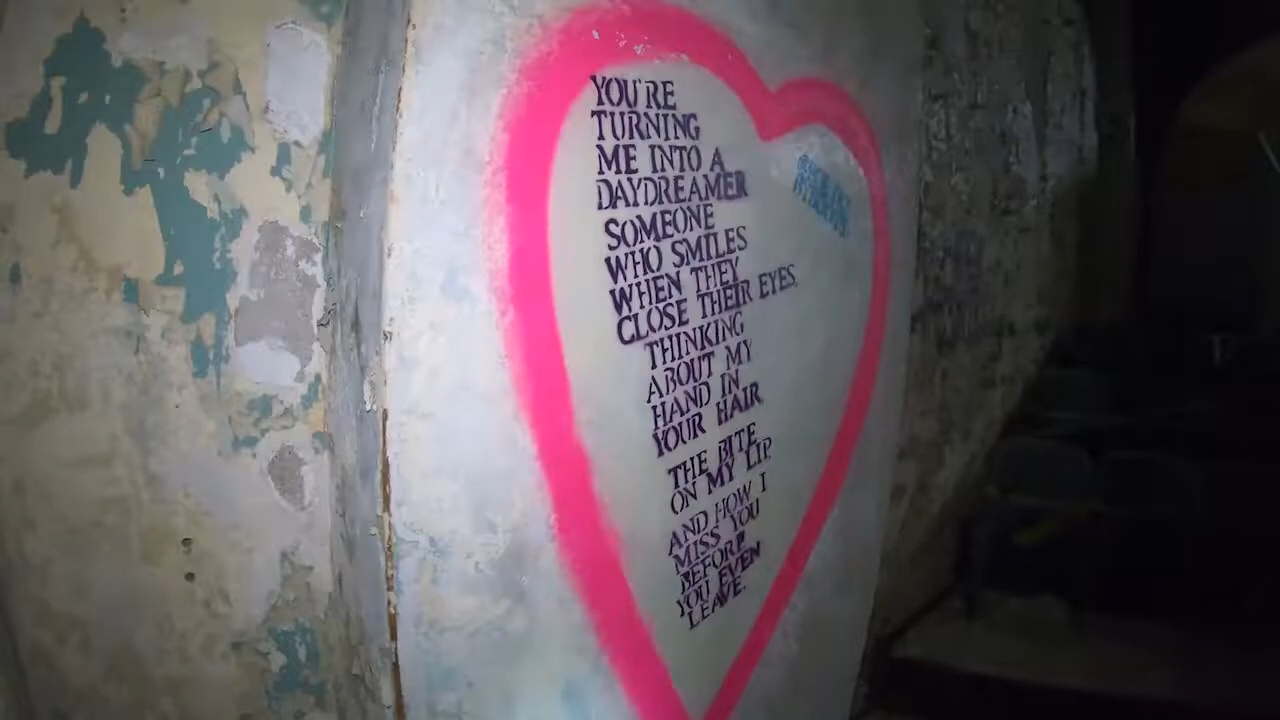 YOU'RE
TURNING
ME INTO A
DAYDREAMER
SOMEONE
WHO SMILES
WHEN THEY
CLOSE THEIR EYES,
THINKING
ABOUT MY
HAND IN
YOUR HAIR,
THE BITE
ON MY LIP,
AND HOW I
MISS YOU
BEFORE
YOU EVEN
LEAVE.